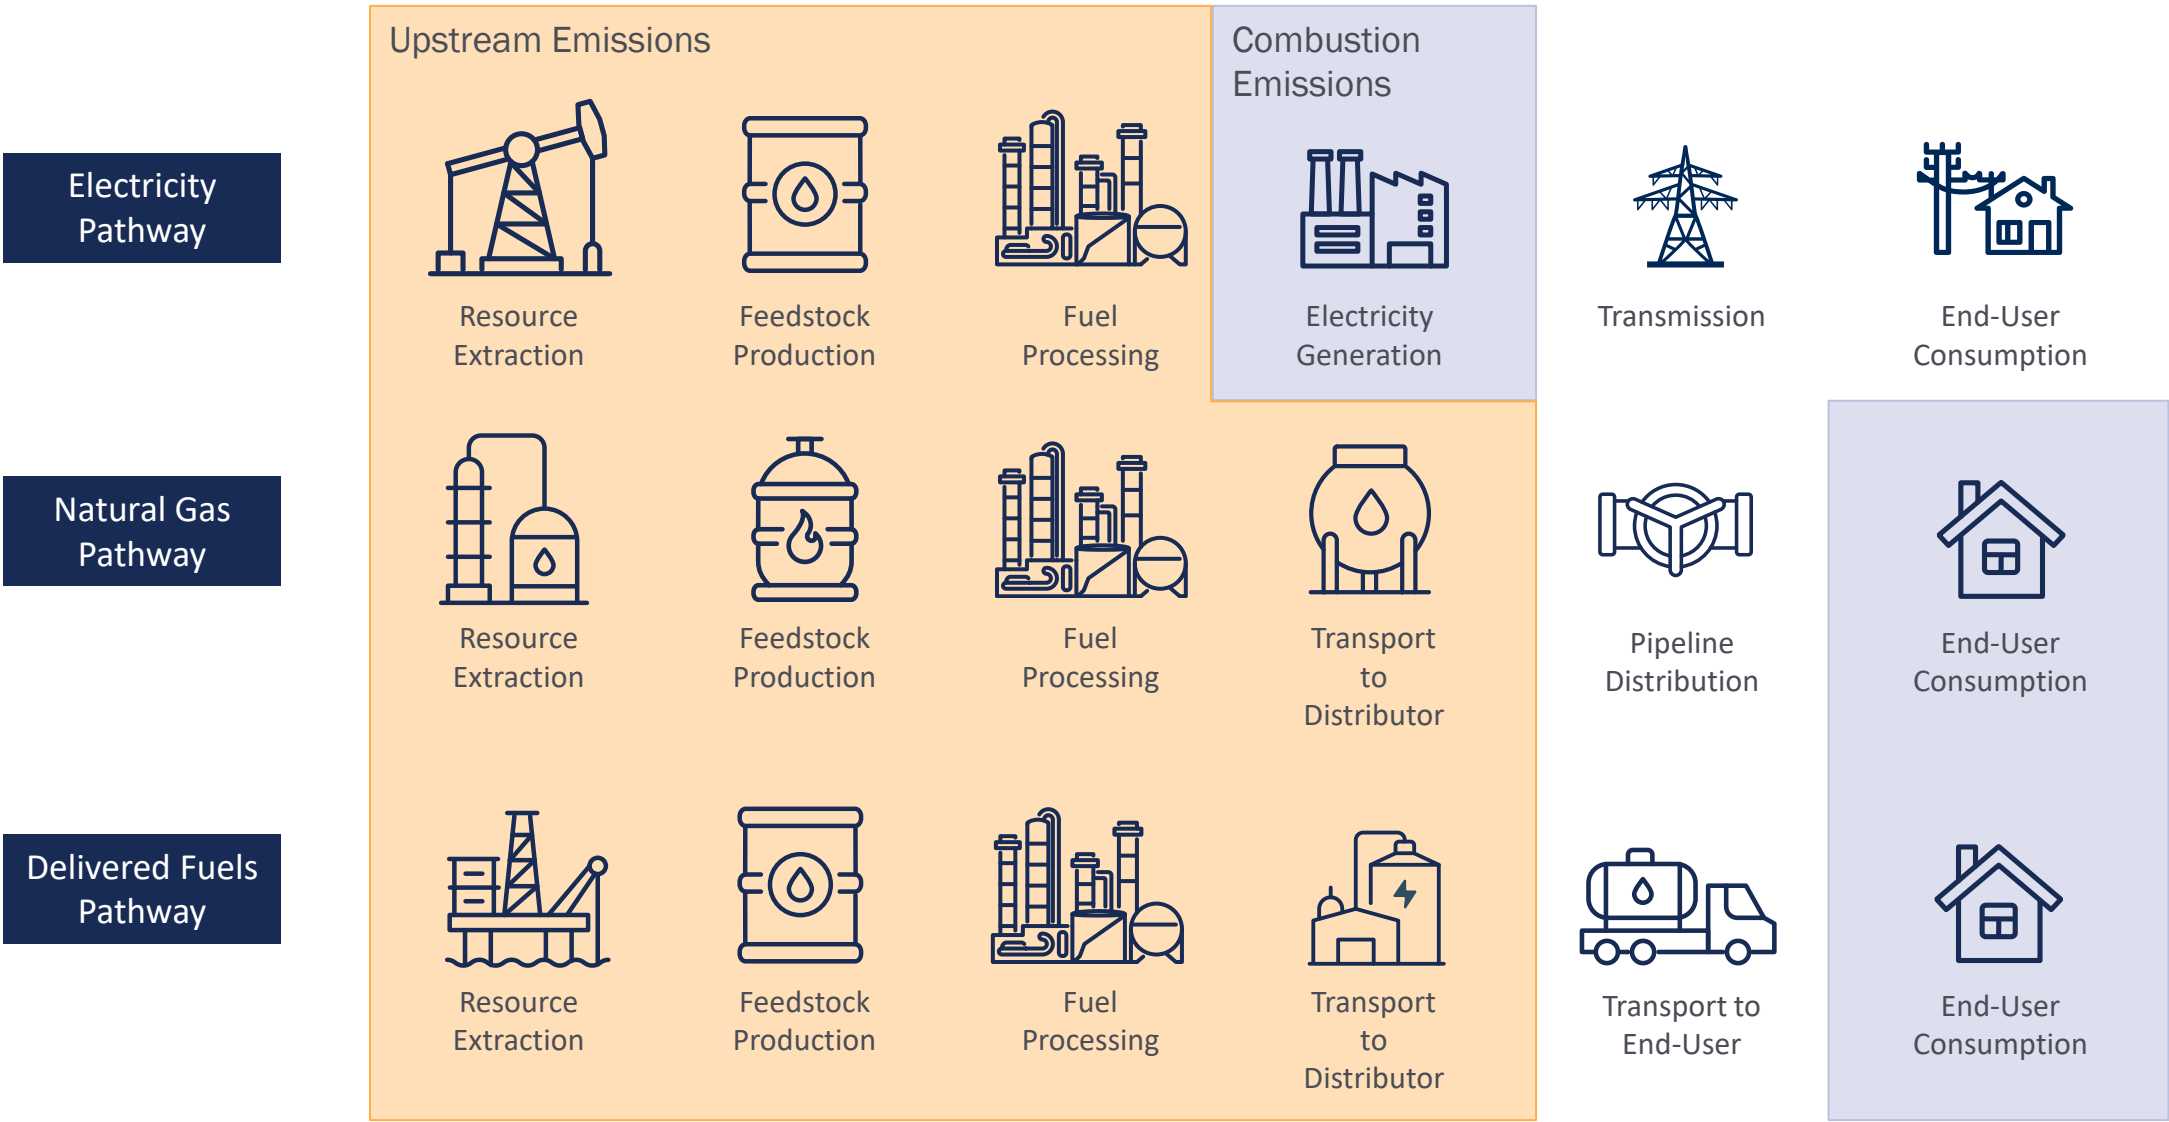 Upstream Emissions
Combustion
Emissions
Electricity
Pathway
Resource
Extraction
Feedstock
Production
Fuel
Processing
Electricity
Generation
Transmission
End-User
Consumption
Natural Gas
Pathway
Resource
Extraction
Feedstock
Production
Fuel
Processing
Transport
to
Distributor
Pipeline
Distribution
End-User
Consumption
Delivered Fuels
Pathway
Resource
Extraction
Feedstock
Production
Fuel
Processing
Transport
to
Distributor
Transport to
End-User
End-User
Consumption